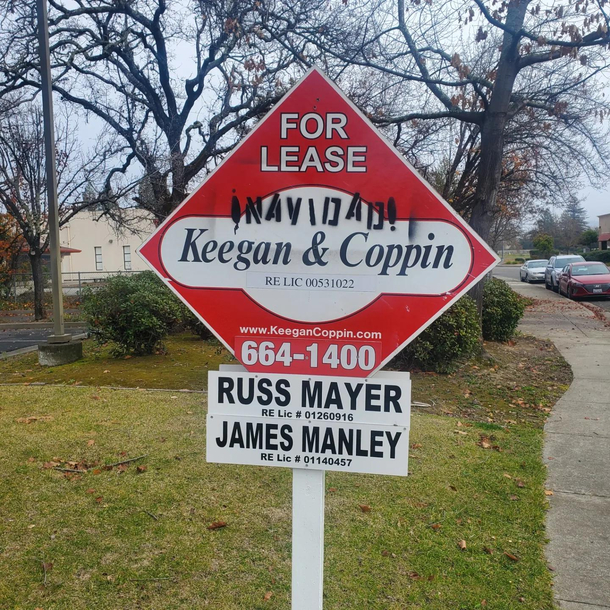 FOR
LEASE
¡NAVIDAD!
Keegan & Coppin
RE LIC 00531022
www.KeeganCoppin.com
664-1400
RUSS MAYER
RE Lic # 01260916
JAMES MANLEY
RE Lic # 01140457